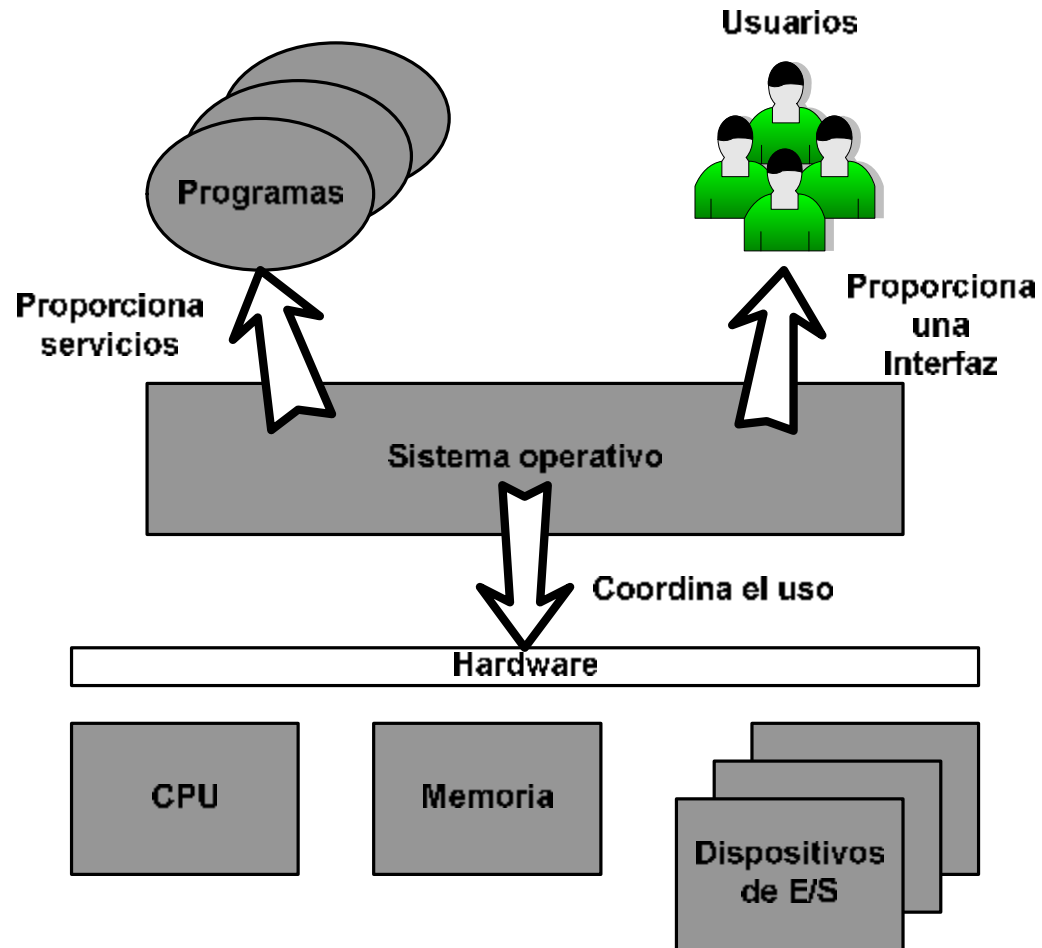 Usuarios
Programas
Proporciona
servicios
Proporciona
una
Interfaz
Sistema operativo
Coordina el uso
Hardware
CPU
Memoria
Dispositivos
de E/S